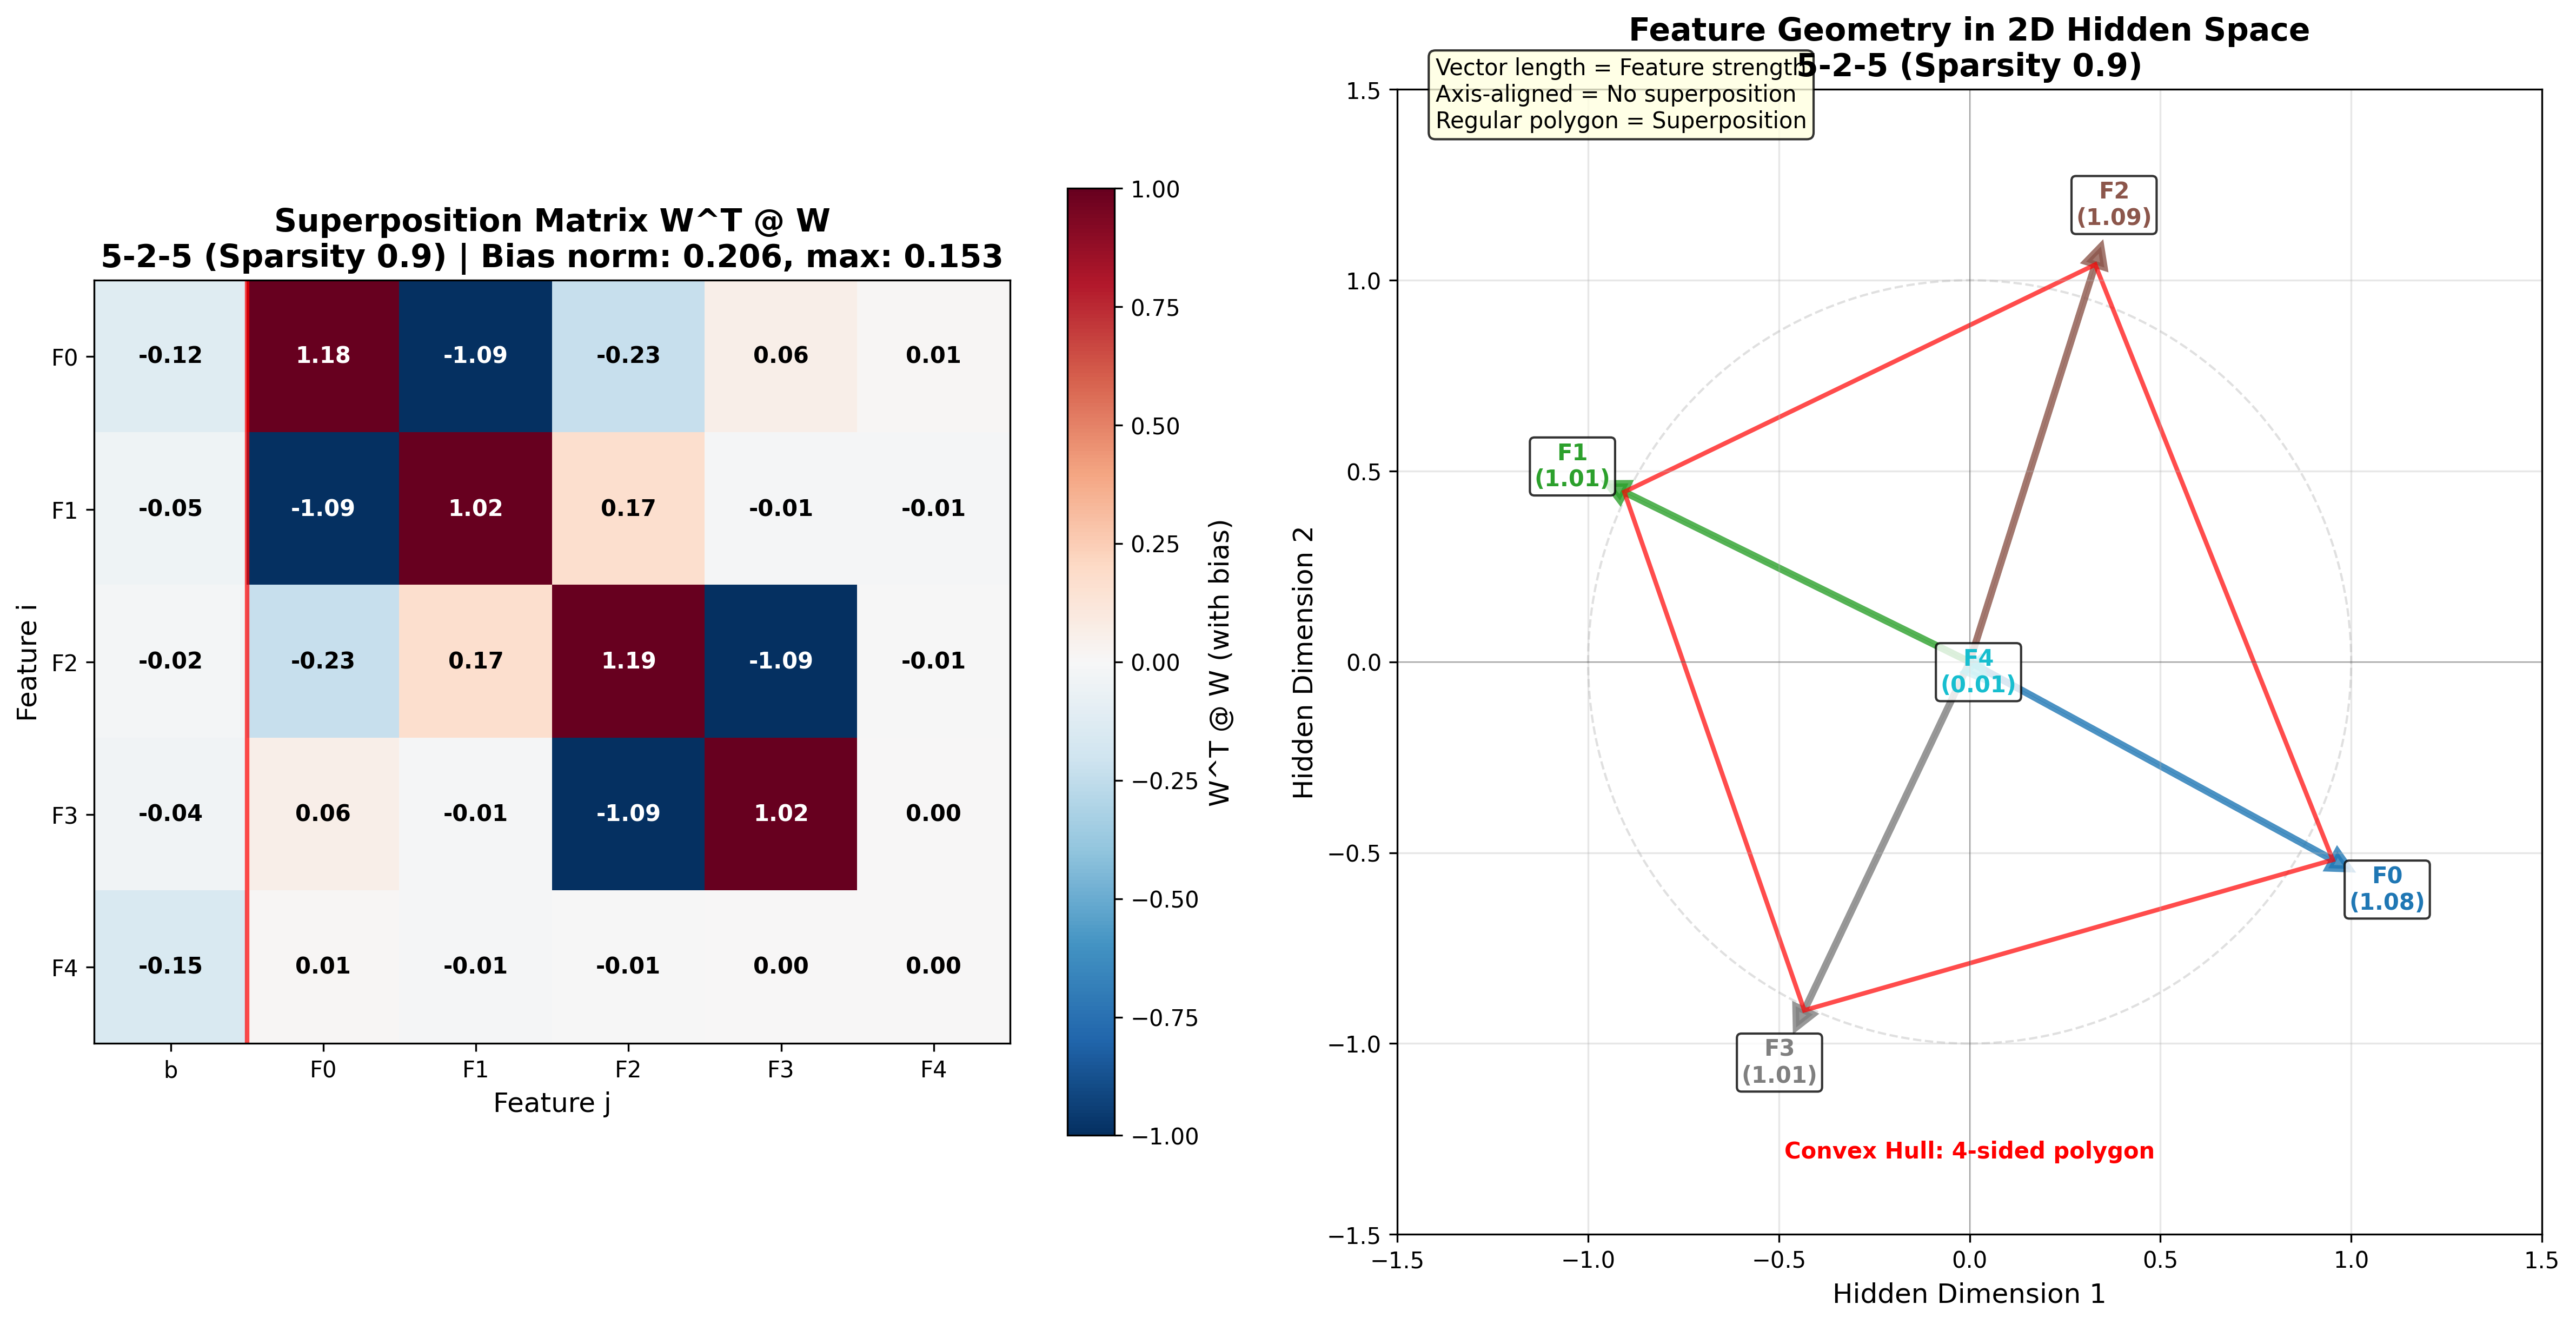 Superposition Matrix W^T @ W
5-2-5 (Sparsity 0.9) | Bias norm: 0.206, max: 0.153
Feature i
F0
-0.12
1.18
-1.09
-0.23
0.06
0.01
F1
-0.05
-1.09
1.02
0.17
-0.01
-0.01
F2
-0.02
-0.23
0.17
1.19
-1.09
-0.01
F3
-0.04
0.06
-0.01
-1.09
1.02
0.00
F4
-0.15
0.01
-0.01
-0.01
0.00
0.00
b
F0
F1
F2
F3
F4
Feature j
1.00
0.75
0.50
0.25
0.00
−0.25
−0.50
−0.75
−1.00
W^T @ W (with bias)
Feature Geometry in 2D Hidden Space
5-2-5 (Sparsity 0.9)
Vector length = Feature strength
Axis-aligned = No superposition
Regular polygon = Superposition
Hidden Dimension 2
1.5
1.0
0.5
0.0
−0.5
−1.0
−1.5
F2
(1.09)
F1
(1.01)
F4
(0.01)
F0
(1.08)
F3
(1.01)
Convex Hull: 4-sided polygon
−1.5
−1.0
−0.5
0.0
0.5
1.0
1.5
Hidden Dimension 1